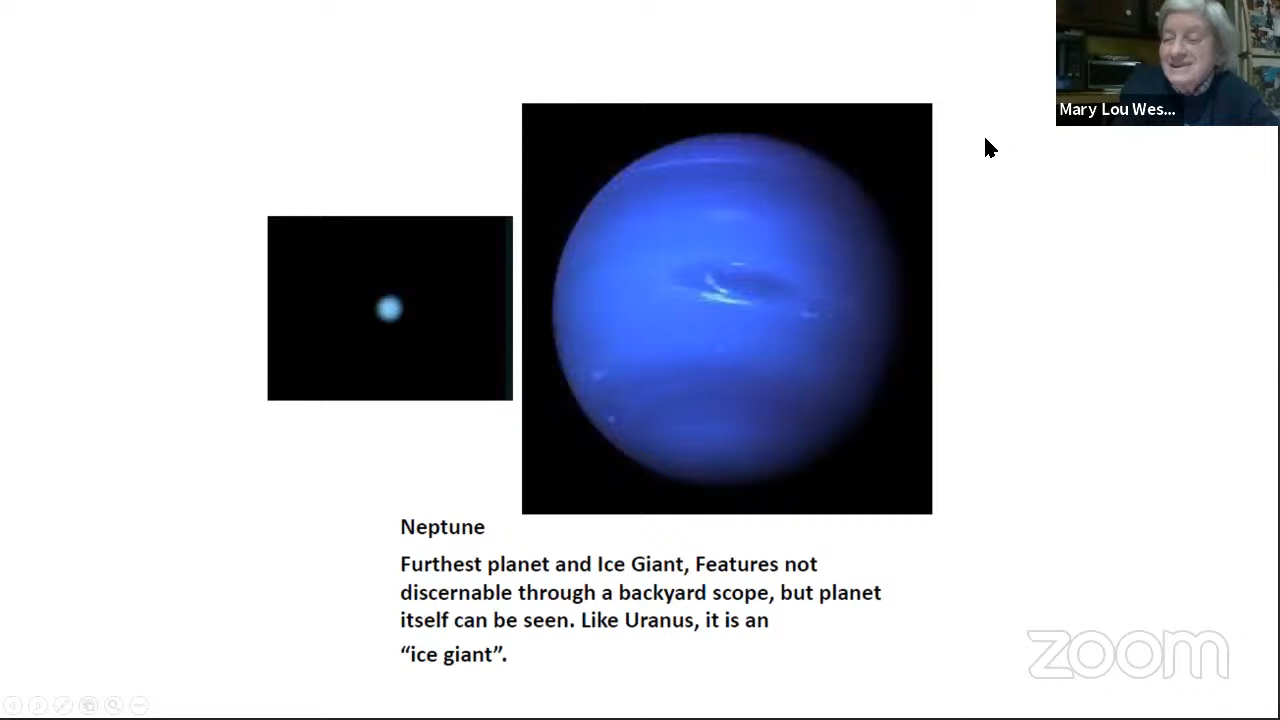 Mary Lou Wes...
Neptune
Furthest planet and Ice Giant, Features not
discernable through a backyard scope, but planet
itself can be seen. Like Uranus, it is an
“ice giant”.
zoom